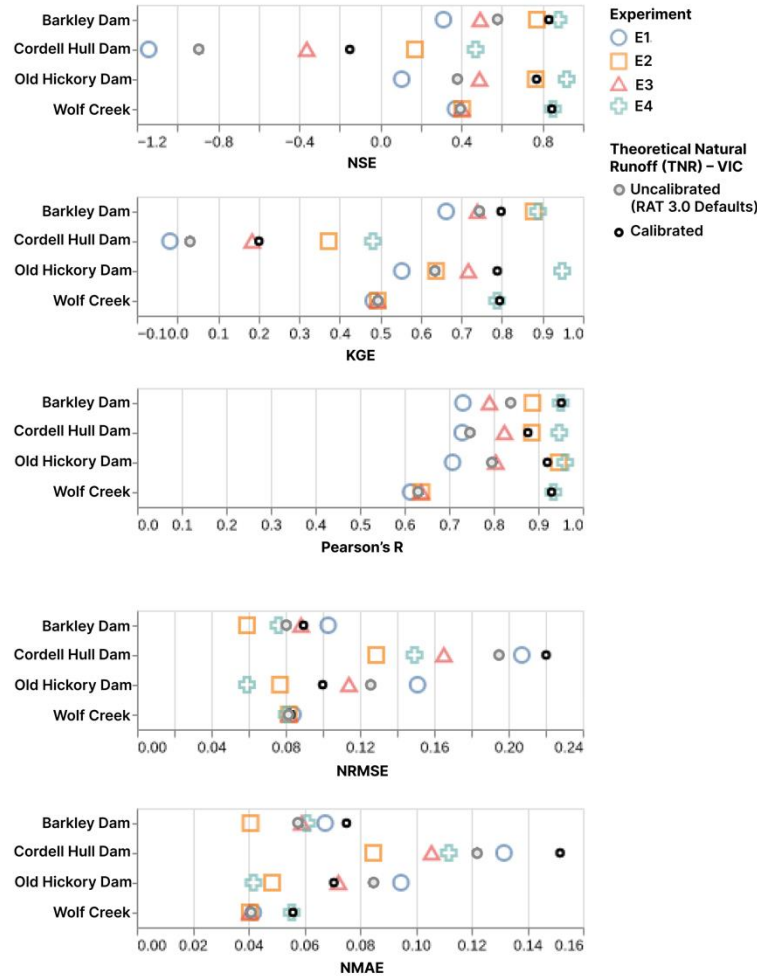 Barkley Dam
Cordell Hull Dam
Old Hickory Dam
Wolf Creek
-1.2 -0.8 -0.4 0.0 0.4 0.8
NSE
Experiment
E1
E2
E3
E4
Theoretical Natural
Runoff (TNR) – VIC
Uncalibrated
(RAT 3.0 Defaults)
Calibrated
Barkley Dam
Cordell Hull Dam
Old Hickory Dam
Wolf Creek
-0.10.0 0.1 0.2 0.3 0.4 0.5 0.6 0.7 0.8 0.9 1.0
KGE
Barkley Dam
Cordell Hull Dam
Old Hickory Dam
Wolf Creek
0.0 0.1 0.2 0.3 0.4 0.5 0.6 0.7 0.8 0.9 1.0
Pearson's R
Barkley Dam
Cordell Hull Dam
Old Hickory Dam
Wolf Creek
0.00 0.04 0.08 0.12 0.16 0.20 0.24
NRMSE
Barkley Dam
Cordell Hull Dam
Old Hickory Dam
Wolf Creek
0.00 0.02 0.04 0.06 0.08 0.10 0.12 0.14 0.16
NMAE